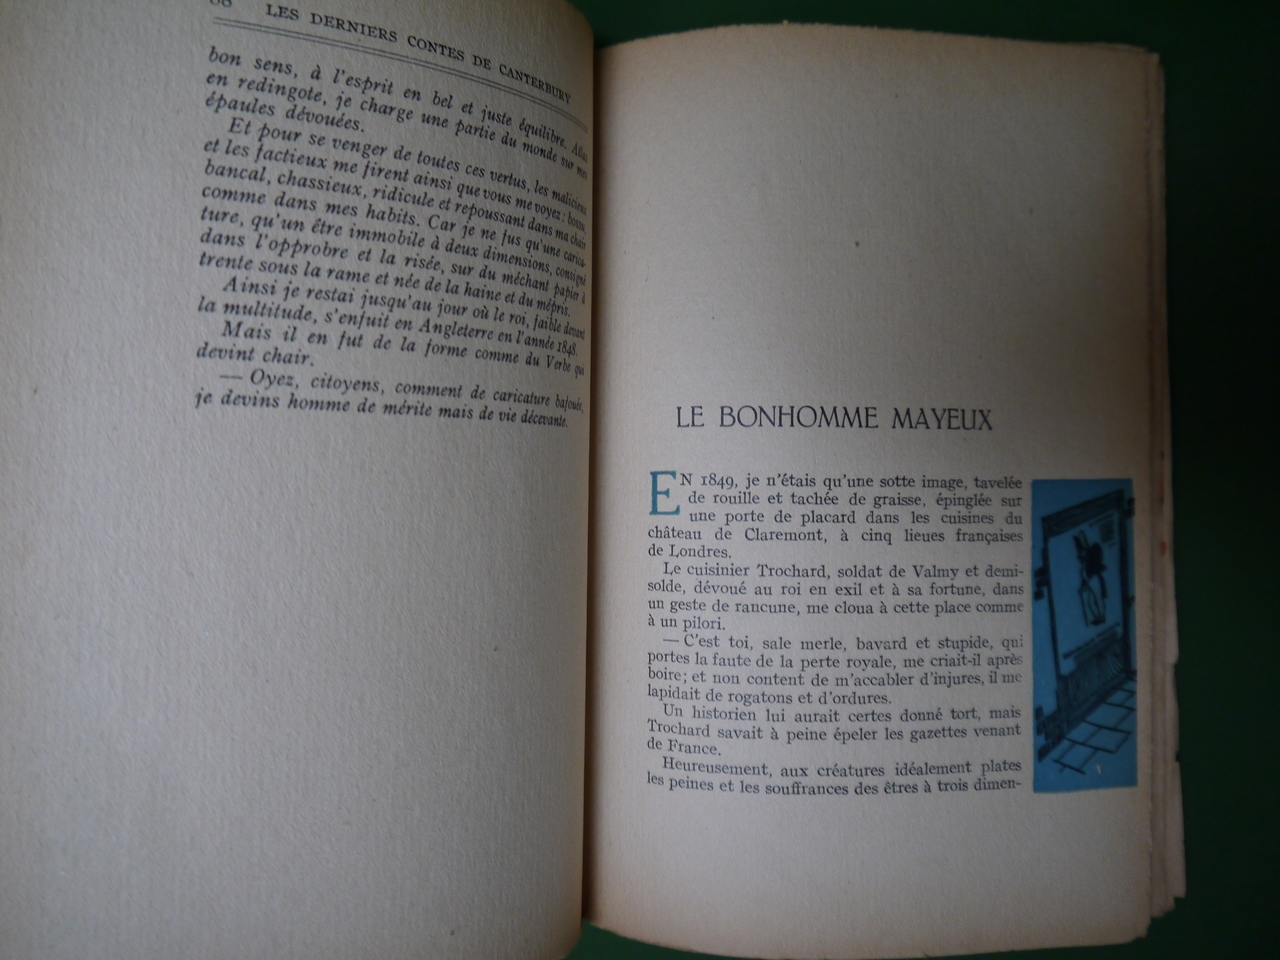 LES DERNIERS CONTES DE CANTERBURY
bon sens, à l'esprit en bel et juste équilibre. Atlas
en redingote, je charge une partie du monde sur mes
épaules dévouées.
Et pour se venger de toutes ces vertus, les malicieux
et les factieux me firent ainsi que vous me voyez : bossu,
bancal, chassieux, ridicule et repoussant dans ma chair
comme dans mes habits. Car je ne fus qu'une carica-
ture, qu'un être immobile à deux dimensions, consigné
dans l'opprobre et la risée, sur du méchant papier à
trente sous la rame et née de la haine et du mépris.
Ainsi je restai jusqu'au jour où le roi, faible devant
la multitude, s'enfuit en Angleterre en l'année 1848.
Mais il en fut de la forme comme du Verbe qui
devint chair.
— Oyez, citoyens, comment de caricature bafouée,
je devins homme de mérite mais de vie décevante.
LE BONHOMME MAYEUX
EN 1849, je n'étais qu'une sotte image, tavelée
de rouille et tachée de graisse, épinglée sur
une porte de placard dans les cuisines du
château de Claremont, à cinq lieues françaises
de Londres.
Le cuisinier Trochard, soldat de Valmy et demi-
solde, dévoué au roi en exil et à sa fortune, dans
un geste de rancune, me cloua à cette place comme
à un pilori.
— C'est toi, sale merle, bavard et stupide, qui
portes la faute de la perte royale, me criait-il après
boire ; et non content de m'accabler d'injures, il me
lapidait de rogatons et d'ordures.
Un historien lui aurait certes donné tort, mais
Trochard savait à peine épeler les gazettes venant
de France.
Heureusement, aux créatures idéalement plates
les peines et les souffrances des êtres à trois dimen-